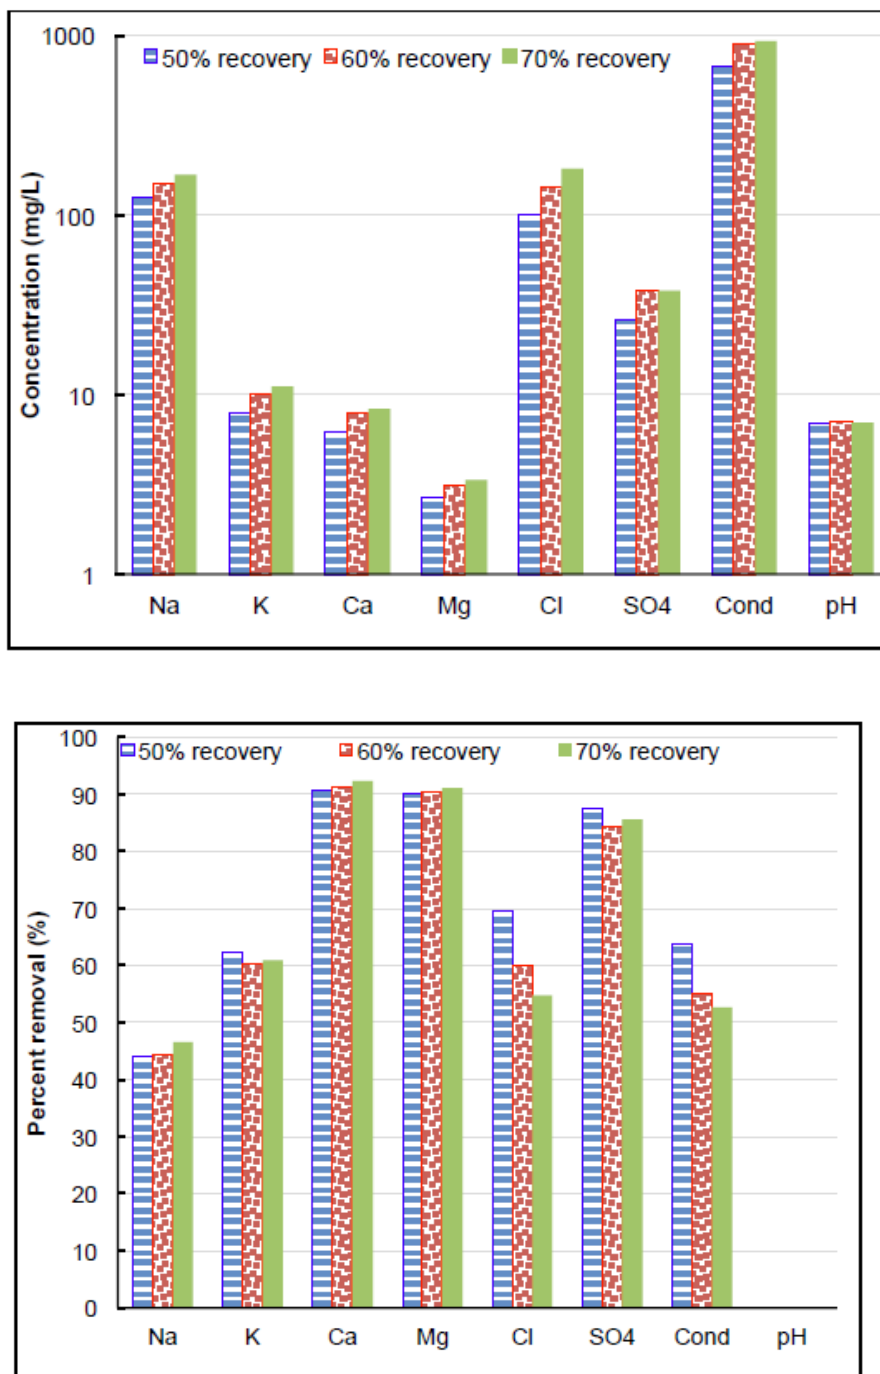 1000
50% recovery 60% recovery 70% recovery
Concentration (mg/L)
100
10
1
Na K Ca Mg Cl SO4 Cond pH
100
50% recovery 60% recovery 70% recovery
90
80
70
60
Percent removal (%)
50
40
30
20
10
0
Na K Ca Mg Cl SO4 Cond pH